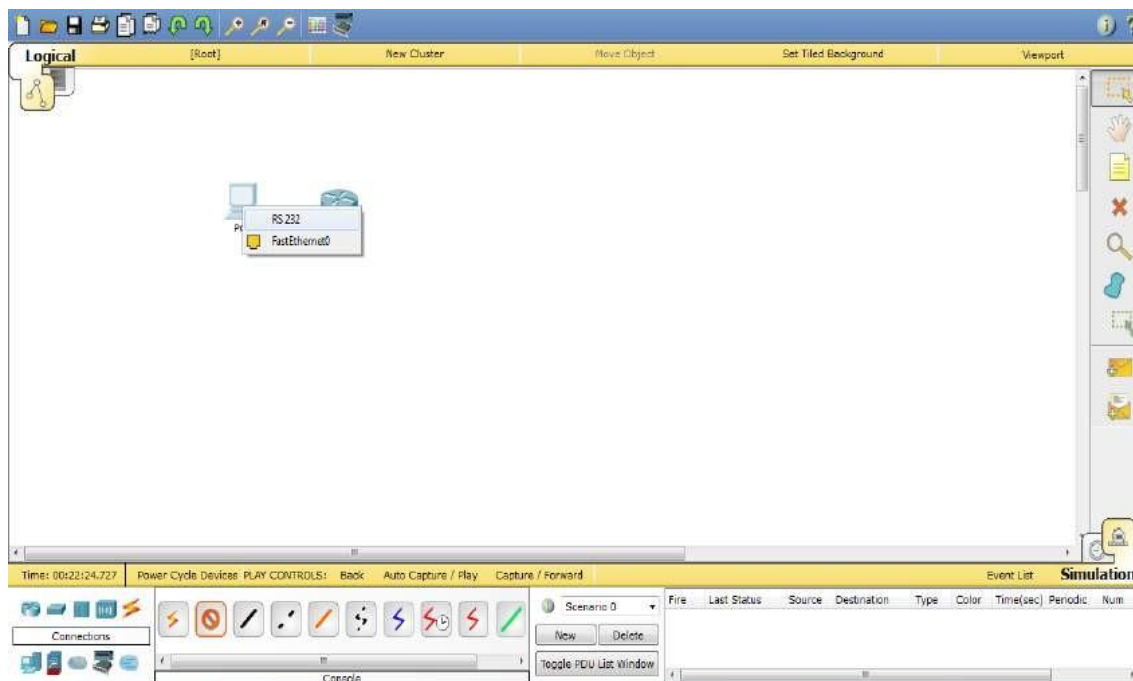 Logical [Root] New Cluster Move Object Set Tiled Background Viewport
RS 232
FastEthernet0
Time: 00:22:24.727 Power Cycle Devices PLAY CONTROLS: Back Auto Capture / Play Capture / Forward Event List Simulation
Scenario 0 Fire Last Status Source Destination Type Color Time(sec) Periodic Num
Connections New Delete
Toggle PDU List Window
Console